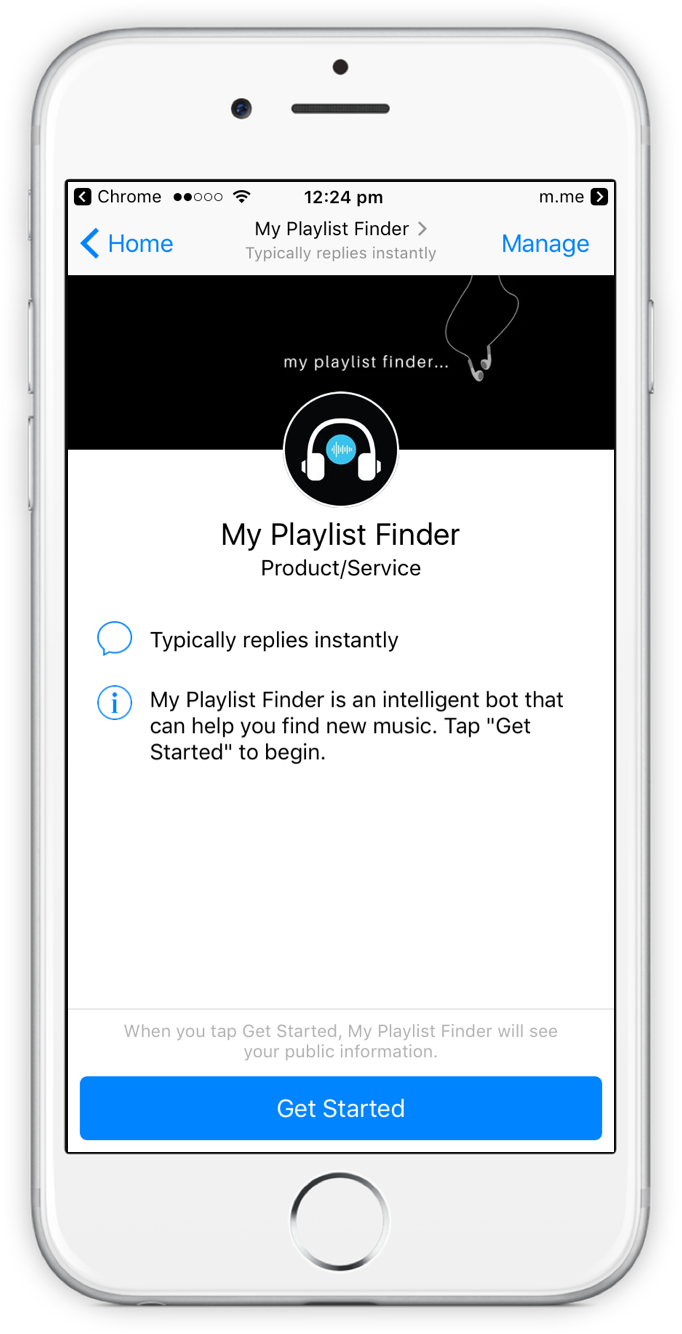 Chrome 12:24 pm m.me
Home My Playlist Finder Manage
Typically replies instantly
my playlist finder...
My Playlist Finder
Product/Service
Typically replies instantly
My Playlist Finder is an intelligent bot that
can help you find new music. Tap "Get
Started" to begin.
When you tap Get Started, My Playlist Finder will see
your public information.
Get Started